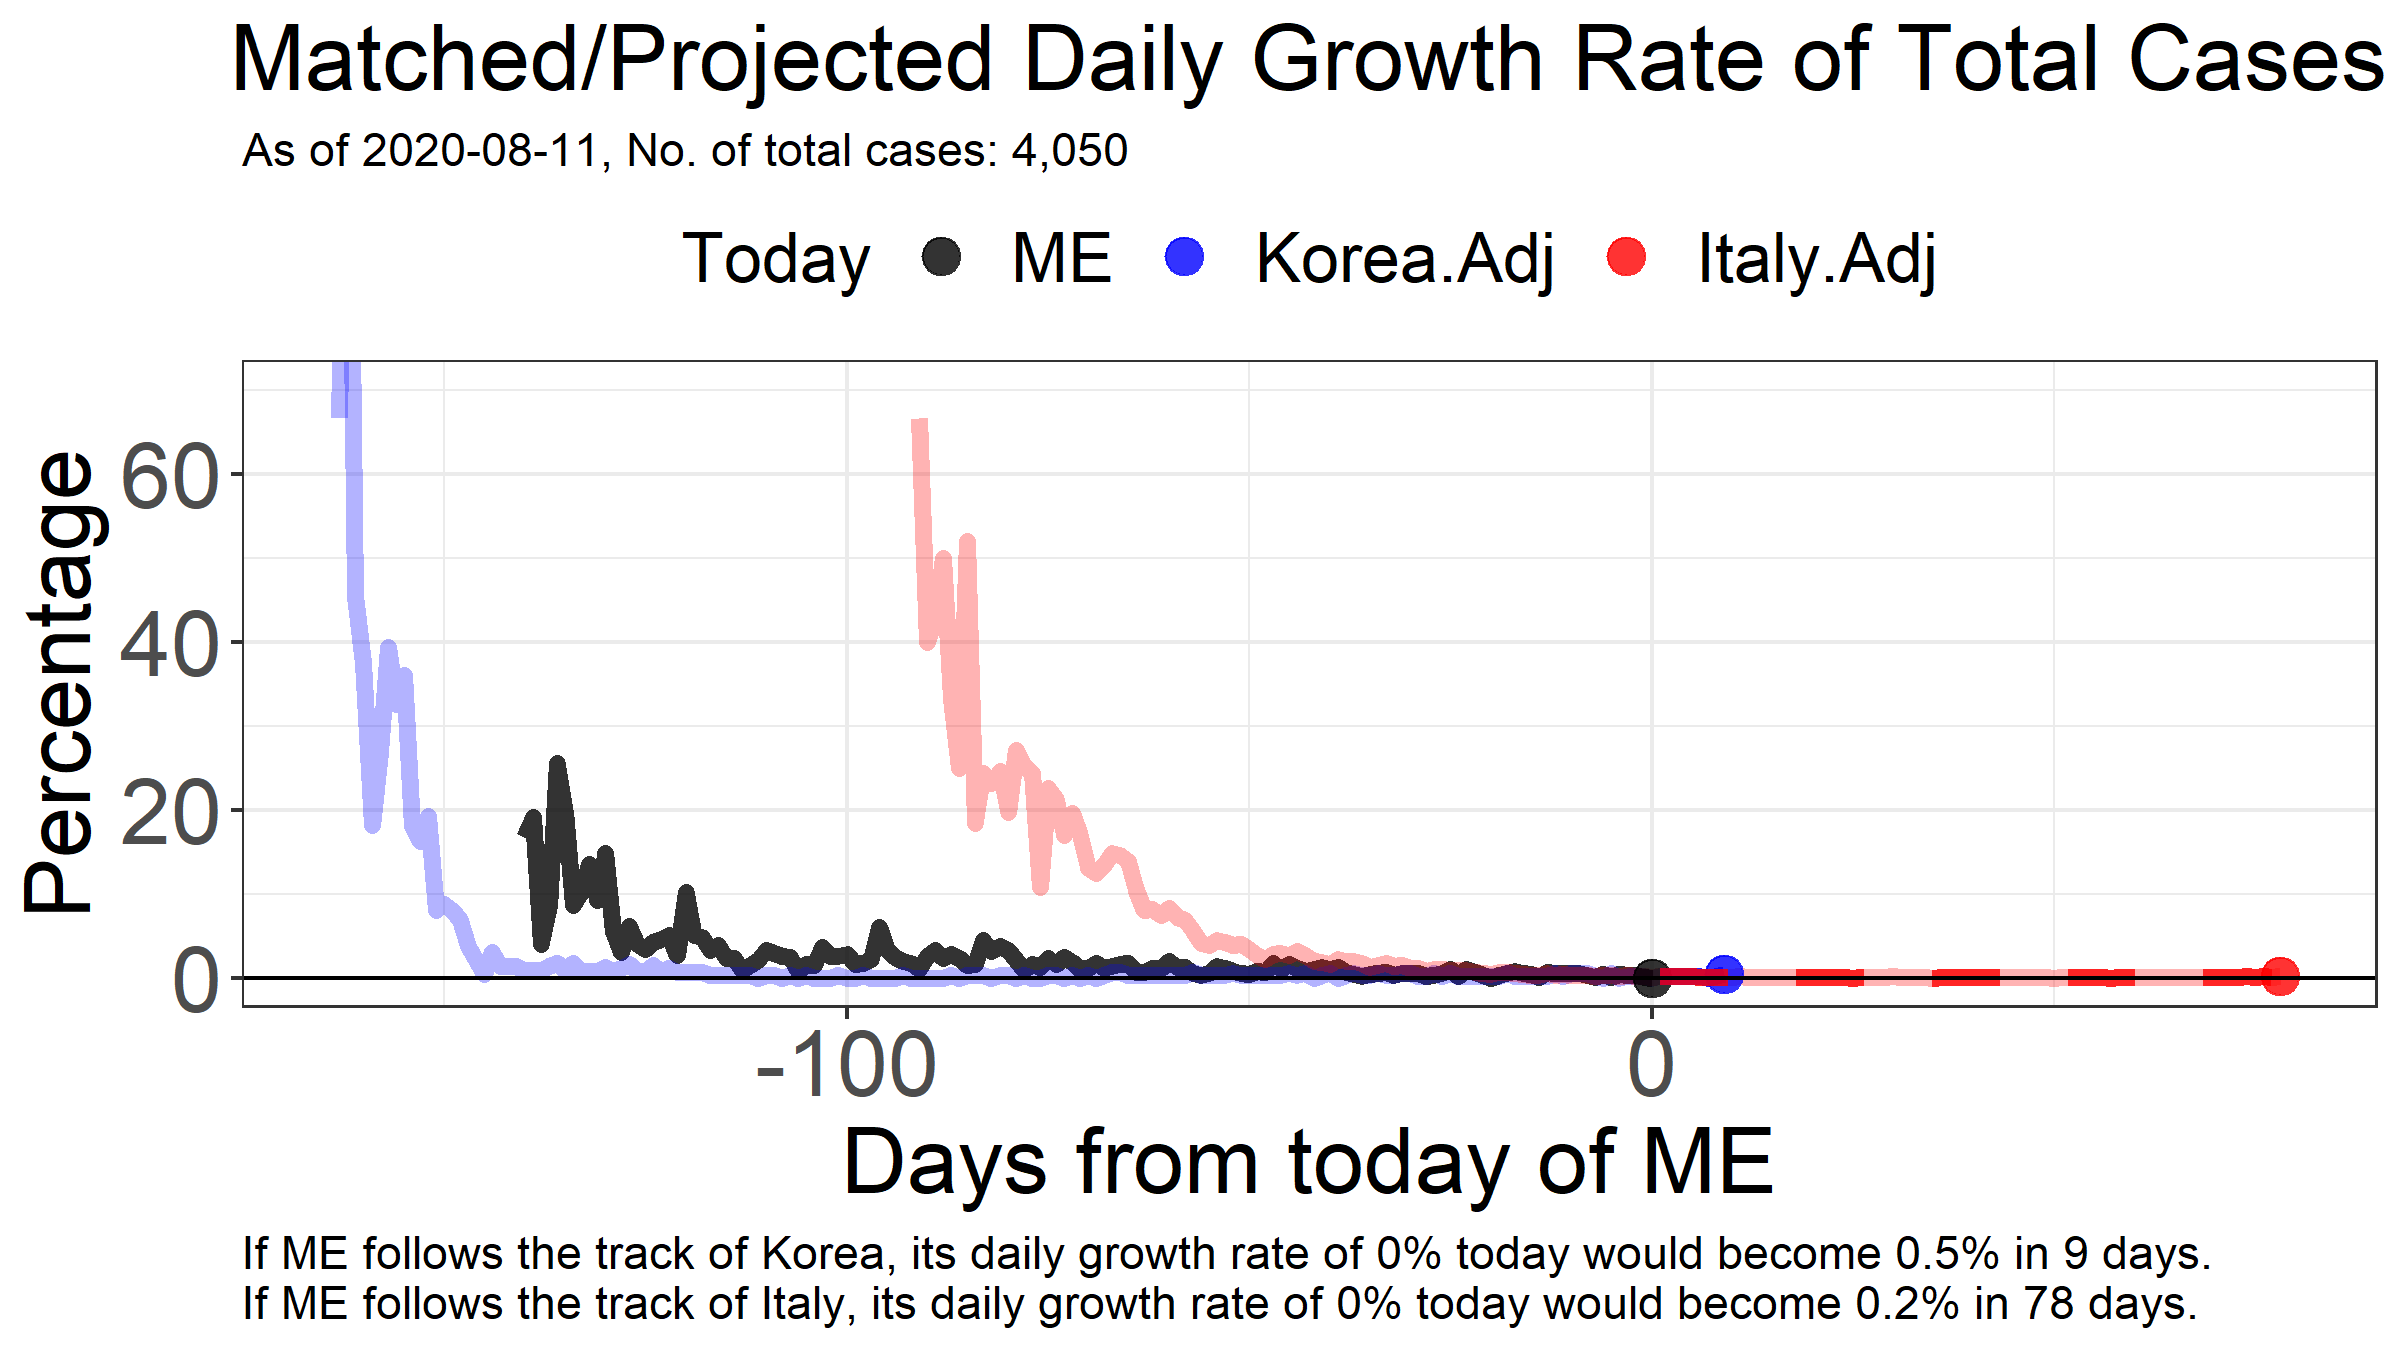 Matched/Projected Daily Growth Rate of Total Cases
As of 2020-08-11, No. of total cases: 4,050
Today ME Korea.Adj Italy.Adj
Percentage
60
40
20
0
-100 0
Days from today of ME
If ME follows the track of Korea, its daily growth rate of 0% today would become 0.5% in 9 days.
If ME follows the track of Italy, its daily growth rate of 0% today would become 0.2% in 78 days.